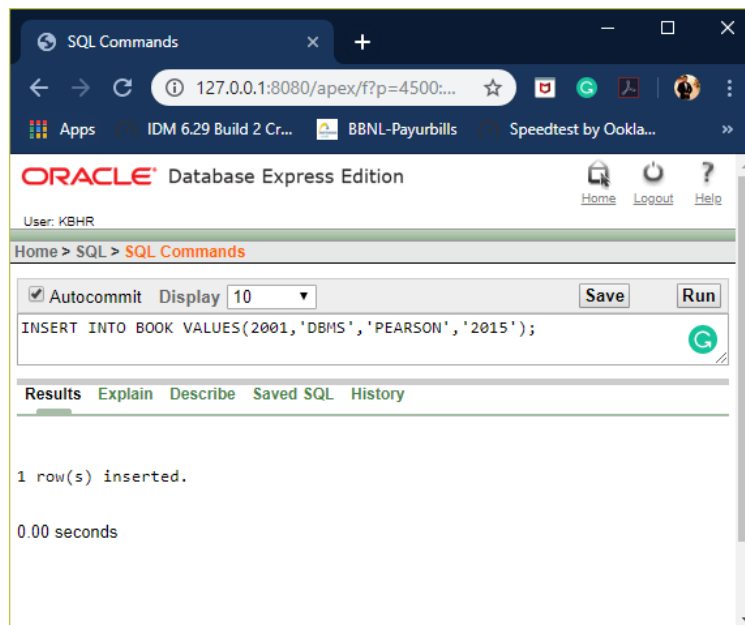 SQL Commands
127.0.0.1:8080/apex/f?p=4500:...
Apps IDM 6.29 Build 2 Cr... BBNL-Payurbills Speedtest by Ookla... »
ORACLE Database Express Edition
Home Logout Help
User: KBHR
Home > SQL > SQL Commands
Autocommit Display 10 Save Run
INSERT INTO BOOK VALUES(2001,'DBMS','PEARSON','2015');
Results Explain Describe Saved SQL History
1 row(s) inserted.
0.00 seconds